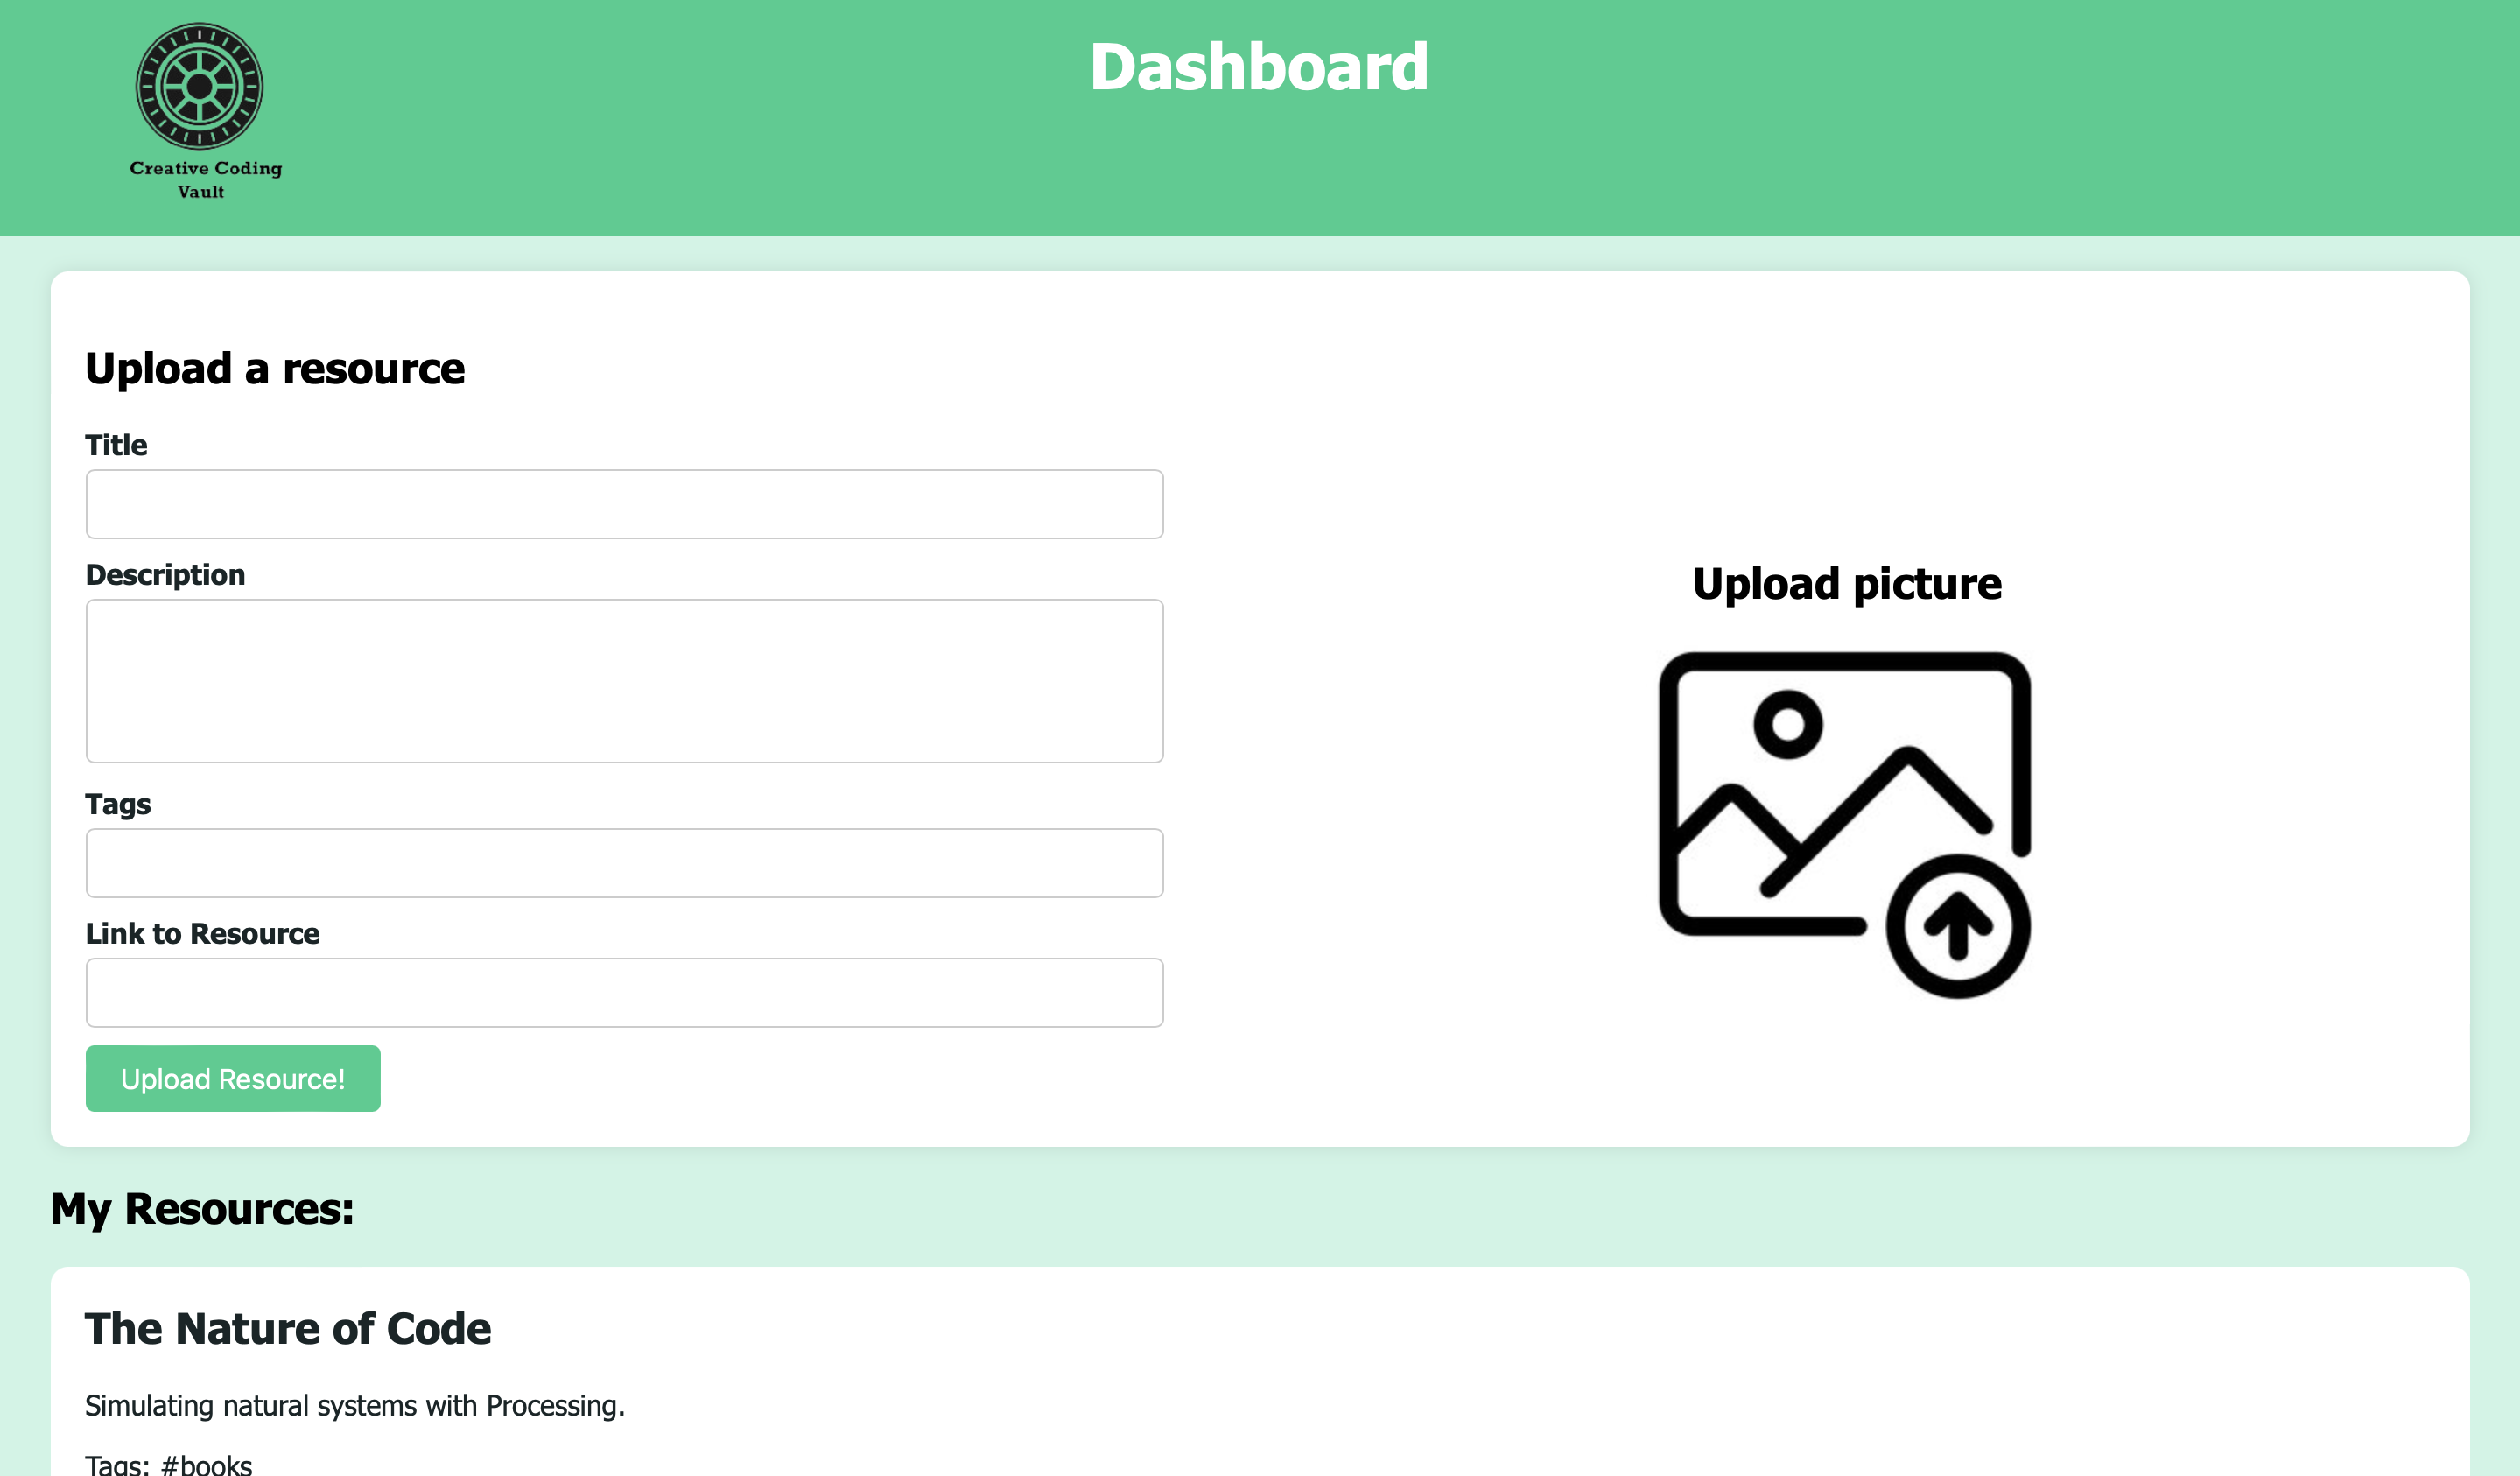 Creative Coding
Vault
Dashboard
Upload a resource
Title
Description
Tags
Link to Resource
Upload Resource!
Upload picture
My Resources:
The Nature of Code
Simulating natural systems with Processing.
Tags: #books